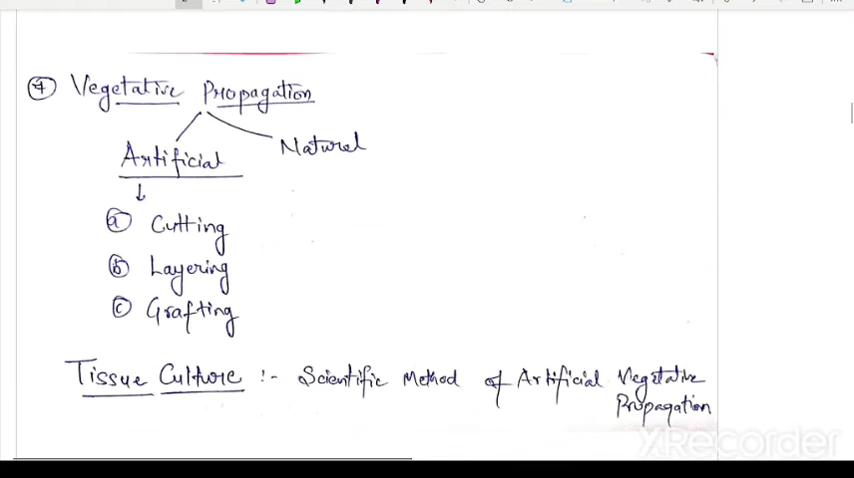 ④ Vegetative Propagation
Artificial Natural
↓
ⓐ Cutting
ⓑ Layering
ⓒ Grafting
Tissue Culture :- Scientific Method of Artificial Vegetative
Propagation
XRecorder